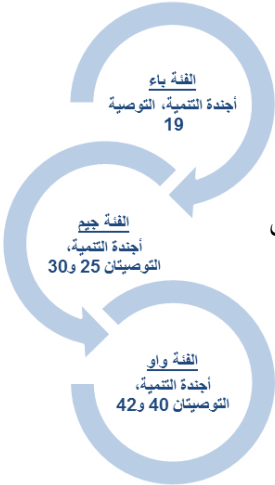 الفئة باء
أجندة التنمية، التوصية
19
الفئة جيم
أجندة التنمية،
التوصيتان 25 و30
الفئة واو
أجندة التنمية،
التوصيتان 40 و42